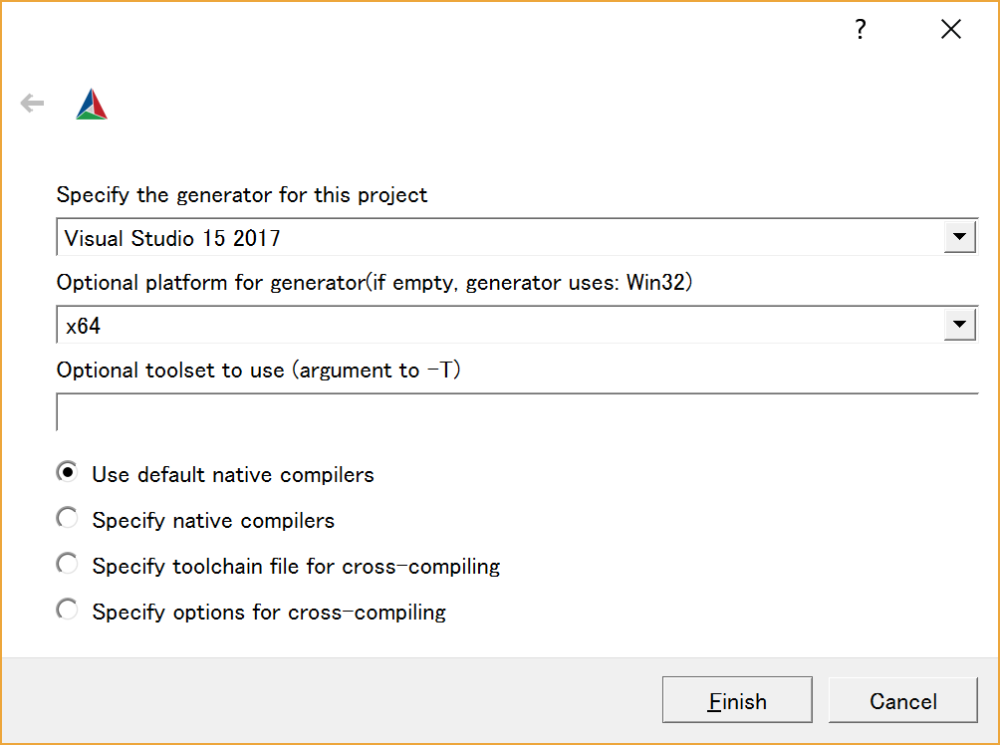 ?
Specify the generator for this project
Visual Studio 15 2017
Optional platform for generator(if empty, generator uses: Win32)
x64
Optional toolset to use (argument to -T)
Use default native compilers
Specify native compilers
Specify toolchain file for cross-compiling
Specify options for cross-compiling
Finish
Cancel